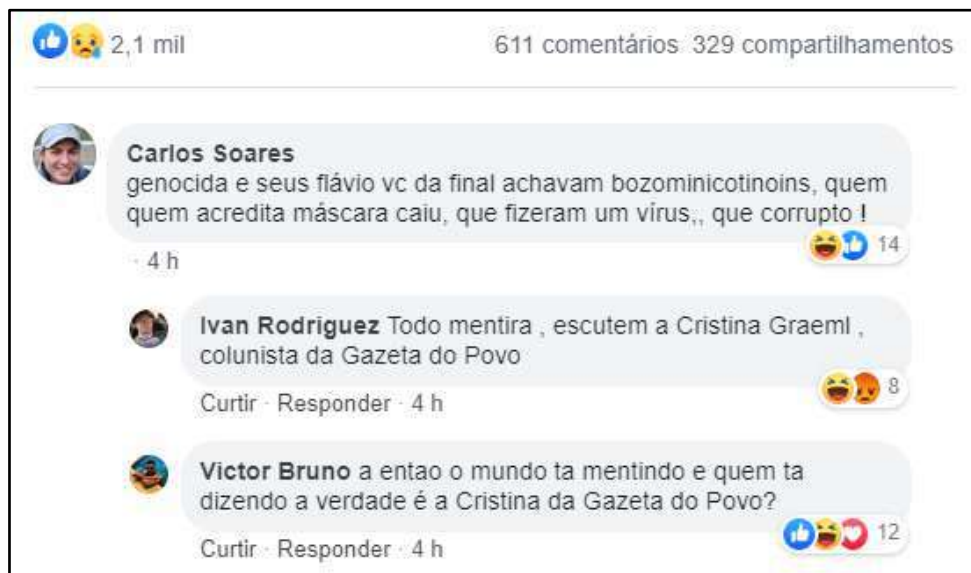 2,1 mil 611 comentários 329 compartilhamentos
Carlos Soares
genocida e seus flávio vc da final achavam bozominicotinoins, quem
quem acredita máscara caiu, que fizeram um vírus,, que corrupto !
14
· 4 h
Ivan Rodriguez Todo mentira , escutem a Cristina Graeml ,
colunista da Gazeta do Povo
8
Curtir · Responder · 4 h
Victor Bruno a entao o mundo ta mentindo e quem ta
dizendo a verdade é a Cristina da Gazeta do Povo?
12
Curtir · Responder · 4 h